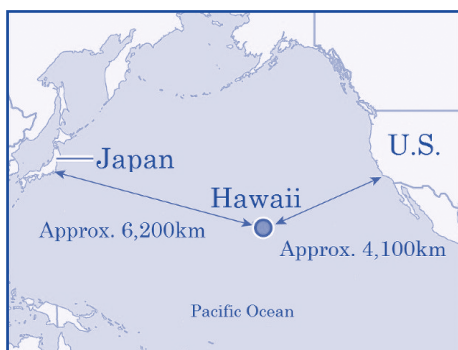 U.S.
Japan
Hawaii
Approx. 6,200km
Approx. 4,100km
Pacific Ocean